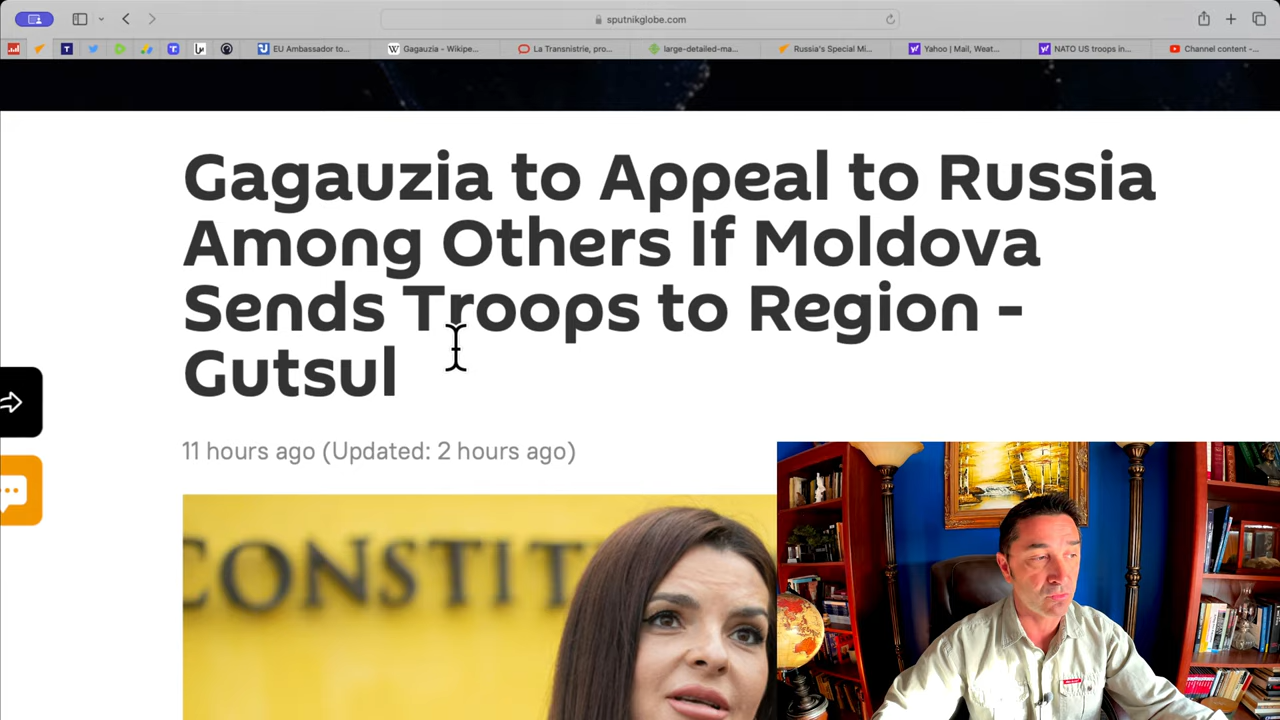 sputnikglobe.com
EU Ambassador to...
Gagauzia - Wikipe...
La Transnistrie, pro...
large-detailed-ma...
Russia's Special Mi...
Yahoo | Mail, Weat...
NATO US troops in...
Channel content -...
Gagauzia to Appeal to Russia
Among Others If Moldova
Sends Troops to Region -
Gutsul
11 hours ago (Updated: 2 hours ago)
CONSTIT